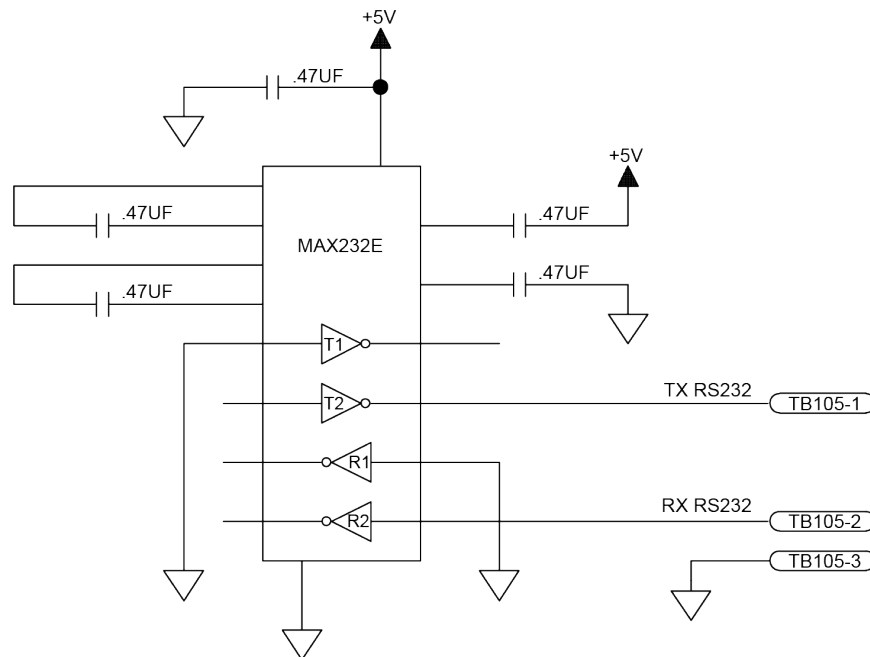 +5V
.47UF
+5V
.47UF
.47UF
MAX232E
.47UF
.47UF
T1
T2
TX RS232
TB105-1
R1
R2
RX RS232
TB105-2
TB105-3